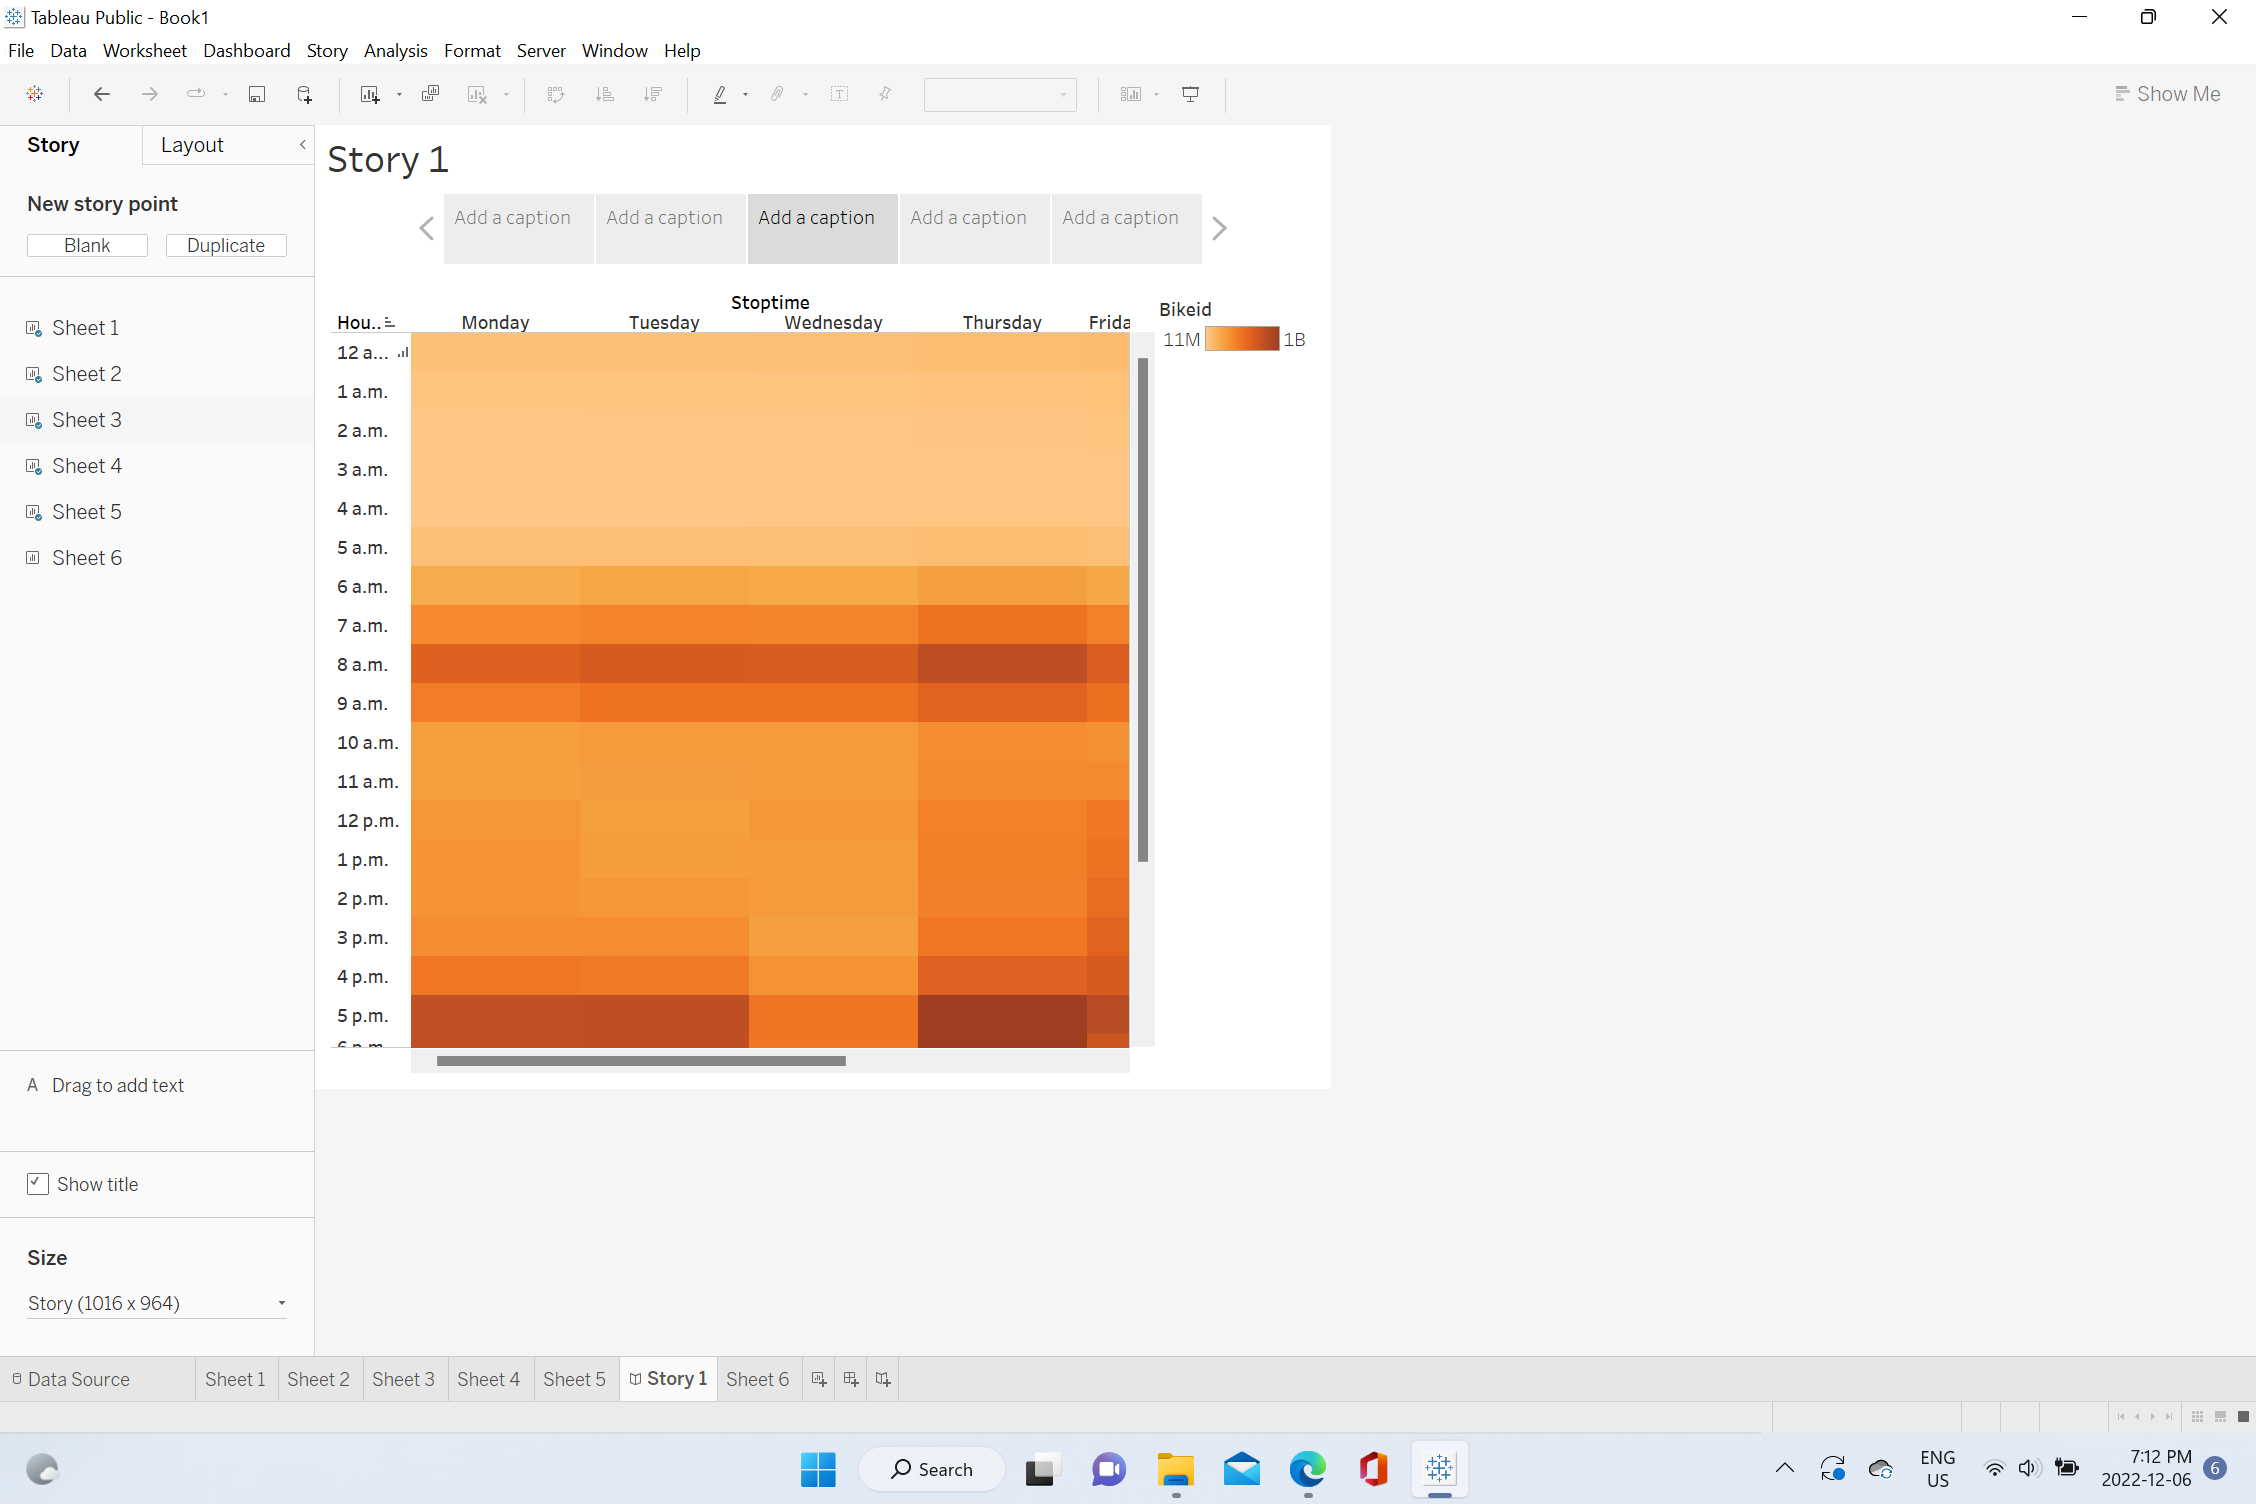 Tableau Public - Book1
File Data Worksheet Dashboard Story Analysis Format Server Window Help
Show Me
Story Layout
Story 1
New story point
Blank Duplicate
Add a caption Add a caption Add a caption Add a caption Add a caption
Sheet 1
Sheet 2
Sheet 3
Sheet 4
Sheet 5
Sheet 6
Stoptime
Hou.. Monday Tuesday Wednesday Thursday Frida
12 a...
1 a.m.
2 a.m.
3 a.m.
4 a.m.
5 a.m.
6 a.m.
7 a.m.
8 a.m.
9 a.m.
10 a.m.
11 a.m.
12 p.m.
1 p.m.
2 p.m.
3 p.m.
4 p.m.
5 p.m.
6 p.m.
Bikeid
11M 1B
A Drag to add text
Show title
Size
Story (1016 x 964)
Data Source Sheet 1 Sheet 2 Sheet 3 Sheet 4 Sheet 5 Story 1 Sheet 6
Search
ENG
US
7:12 PM
2022-12-06
6